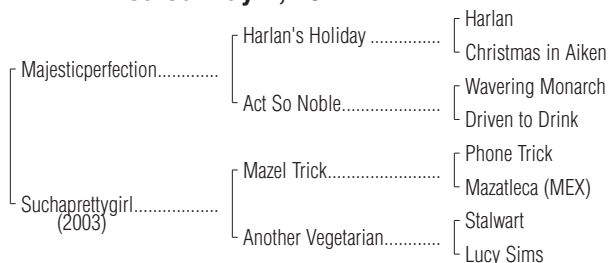 Harlan
Harlan's Holiday ................
Christmas in Aiken
Majesticperfection.............
Wavering Monarch
Act So Noble...................
Driven to Drink
Phone Trick
Mazel Trick......................
Mazatleca (MEX)
Suchaprettygirl.................
(2003)
Stalwart
Another Vegetarian............
Lucy Sims